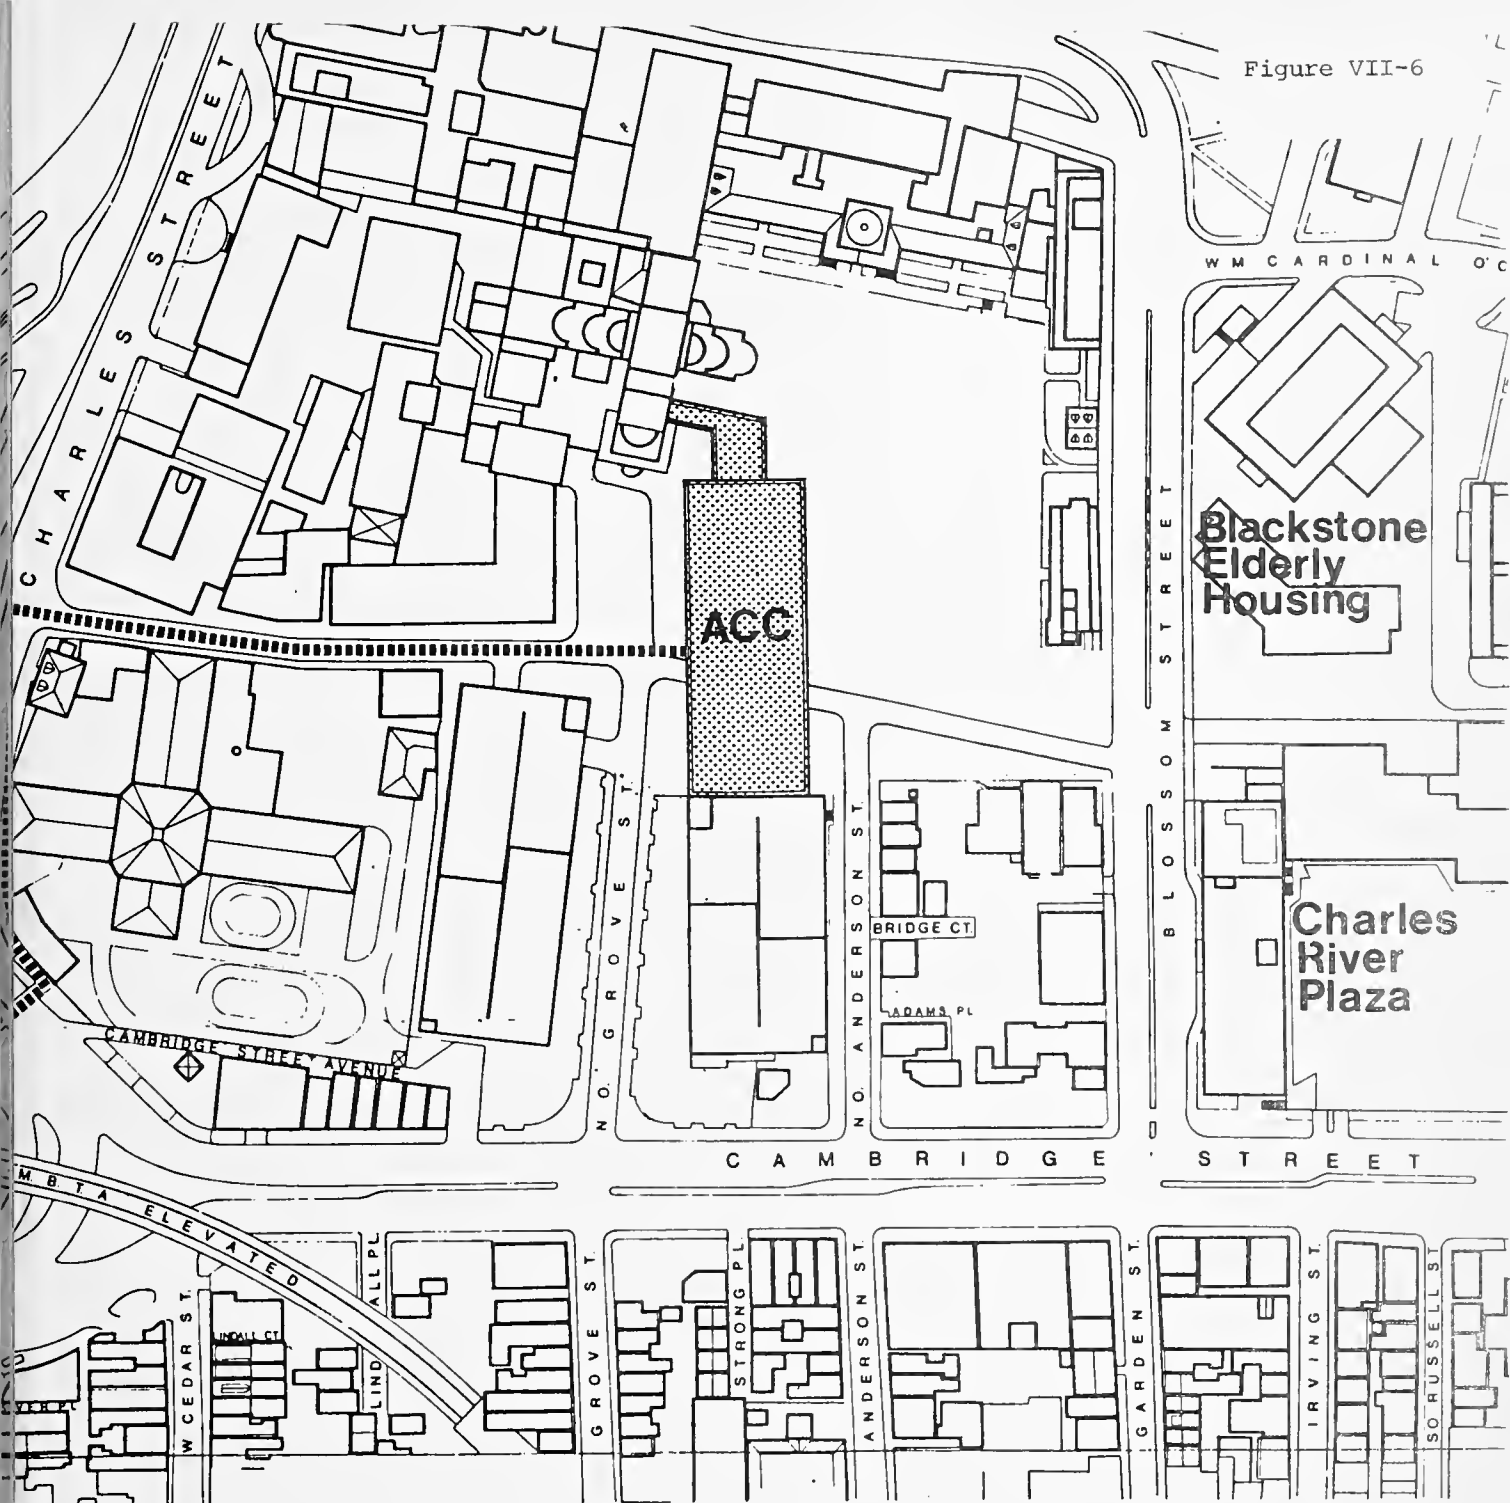 Figure VII-6
CHARLES STREET
WM CARDINAL O'C
Blackstone
Elderly
Housing
ACC
BLOSSOM STREET
NO. GROVE ST.
NO. ANDERSON ST.
BRIDGE CT.
ADAMS PL
Charles
River
Plaza
CAMBRIDGE STREET AVENUE
CAMBRIDGE STREET
M.B.T.A ELEVATED
W CEDAR ST.
LINDALL CT.
LINDALL PL.
GROVE ST.
STRONG PL.
ANDERSON ST.
GARDEN ST.
IRVING ST.
SO RUSSELL ST
VER PL